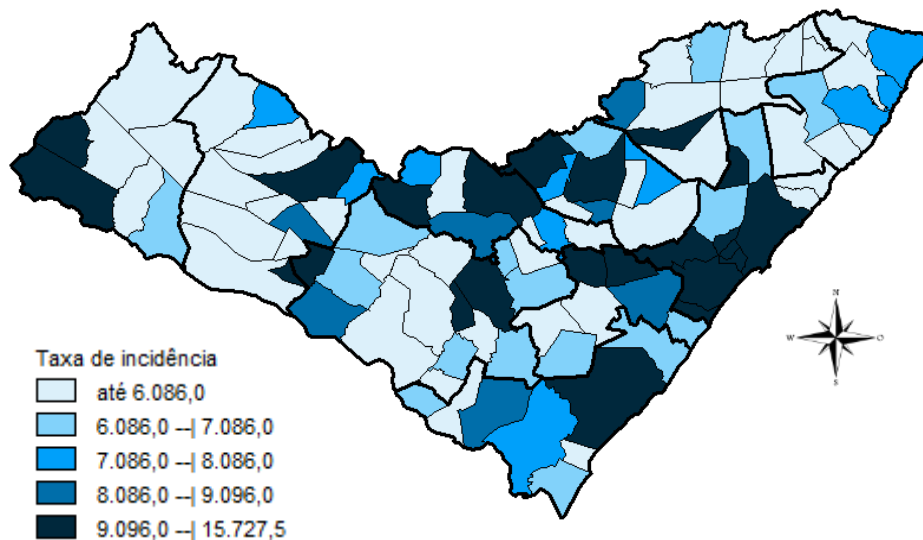 Taxa de incidência
até 6.086,0
6.086,0 --| 7.086,0
7.086,0 --| 8.086,0
8.086,0 --| 9.096,0
9.096,0 --| 15.727,5
N
W
O
S